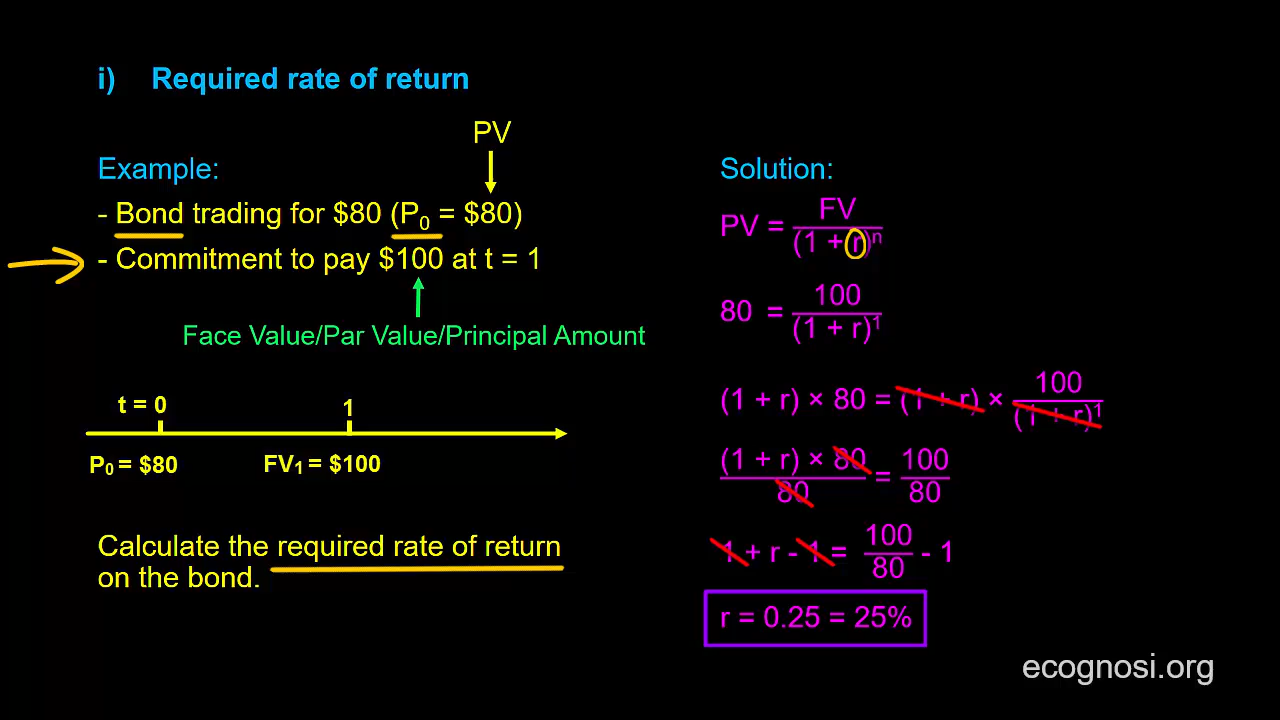 i) Required rate of return
PV
Example:
- Bond trading for $80 (P₀ = $80)
- Commitment to pay $100 at t = 1
Face Value/Par Value/Principal Amount
t = 0 1
P₀ = $80 FV₁ = $100
Calculate the required rate of return
on the bond.
Solution:
PV = FV / (1 + r)ⁿ
80 = 100 / (1 + r)¹
(1 + r) × 80 = (1 + r) × 100 / (1 + r)¹
(1 + r) × 80 / 80 = 100 / 80
1 + r - 1 = 100 / 80 - 1
r = 0.25 = 25%
ecognosi.org